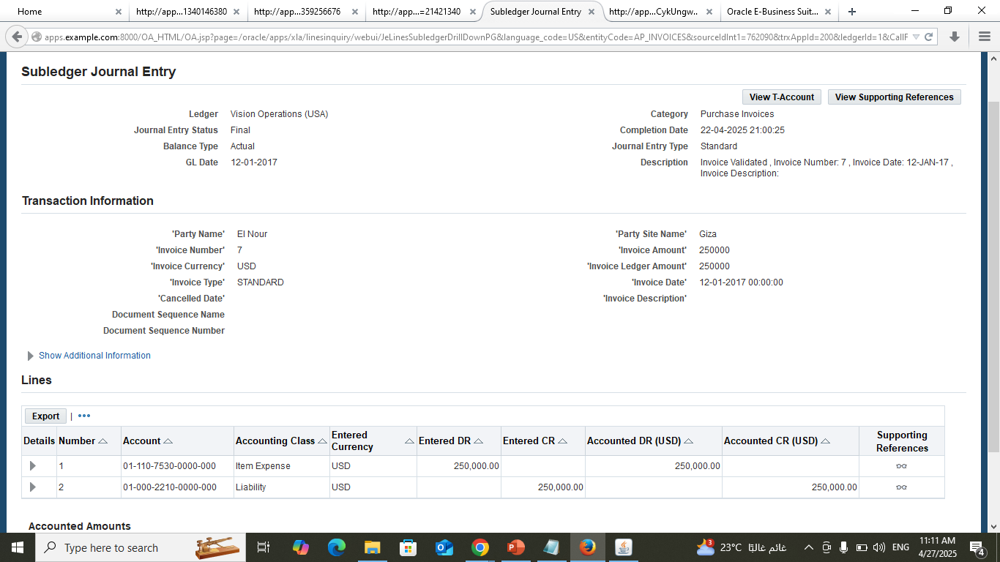 Home
http://app...1340146380
http://app...359256676
http://app...=21421340
Subledger Journal Entry
http://app...CykUngw...
Oracle E-Business Suit...
apps.example.com:8000/OA_HTML/OA.jsp?page=/oracle/apps/xla/linesinquiry/webui/JeLinesSubledgerDrillDownPG&language_code=US&entityCode=AP_INVOICES&sourceIdInt1=762090&trxAppId=200&ledgerId=1&CallF
Subledger Journal Entry
View T-Account
View Supporting References
Ledger Vision Operations (USA)
Category Purchase Invoices
Journal Entry Status Final
Completion Date 22-04-2025 21:00:25
Balance Type Actual
Journal Entry Type Standard
GL Date 12-01-2017
Description Invoice Validated , Invoice Number: 7 , Invoice Date: 12-JAN-17 ,
Invoice Description:
Transaction Information
'Party Name' El Nour
'Party Site Name' Giza
'Invoice Number' 7
'Invoice Amount' 250000
'Invoice Currency' USD
'Invoice Ledger Amount' 250000
'Invoice Type' STANDARD
'Invoice Date' 12-01-2017 00:00:00
'Cancelled Date'
'Invoice Description'
Document Sequence Name
Document Sequence Number
Show Additional Information
Lines
Export | •••
Details Number Account Accounting Class Entered Currency Entered DR Entered CR Accounted DR (USD) Accounted CR (USD) Supporting References
1 01-110-7530-0000-000 Item Expense USD 250,000.00 250,000.00
2 01-000-2210-0000-000 Liability USD 250,000.00 250,000.00
Accounted Amounts
Type here to search
3
23°C غائم غالبًا
ENG
11:11 AM
4/27/2025
4